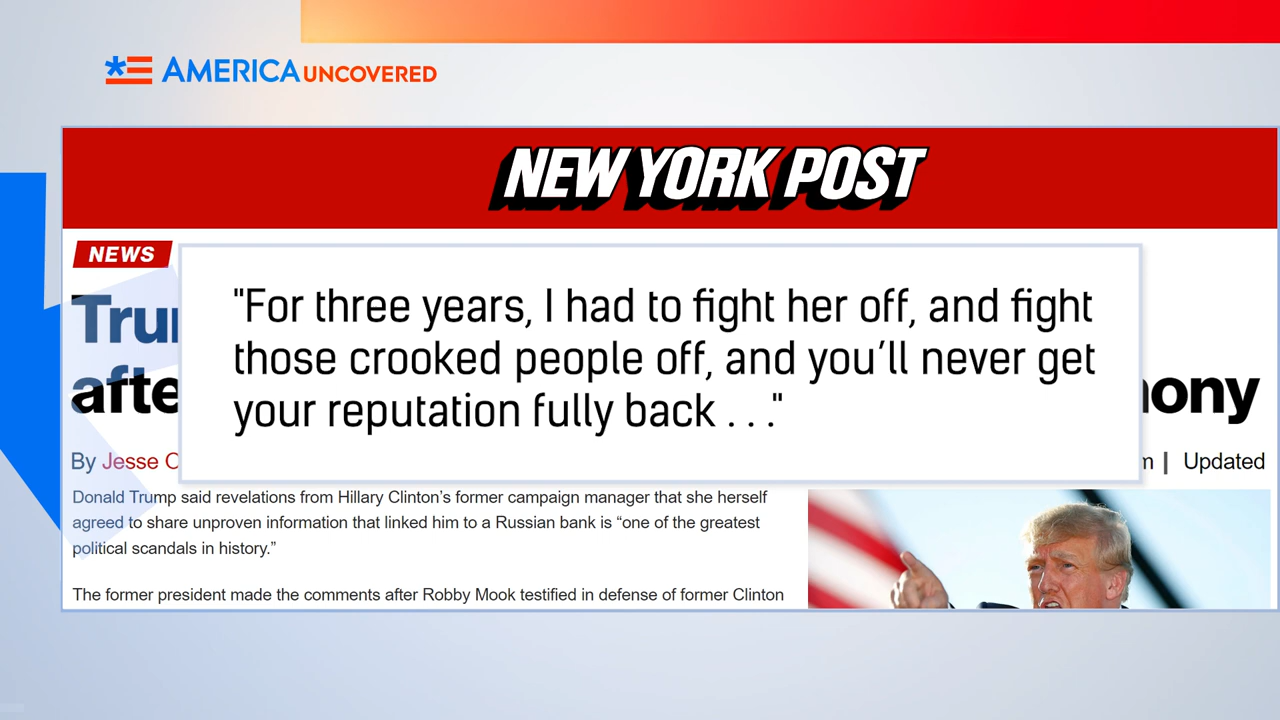 AMERICA UNCOVERED
NEW YORK POST
NEWS
"For three years, I had to fight her off, and fight
those crooked people off, and you’ll never get
your reputation fully back . . ."
By Jesse
| Updated
Donald Trump said revelations from Hillary Clinton’s former campaign manager that she herself
agreed to share unproven information that linked him to a Russian bank is “one of the greatest
political scandals in history.”
The former president made the comments after Robby Mook testified in defense of former Clinton